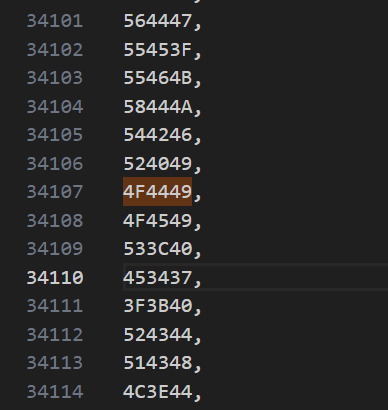 34101 564447,
34102 55453F,
34103 55464B,
34104 58444A,
34105 544246,
34106 524049,
34107 4F4449,
34108 4F4549,
34109 533C40,
34110 453437,
34111 3F3B40,
34112 524344,
34113 514348,
34114 4C3E44,